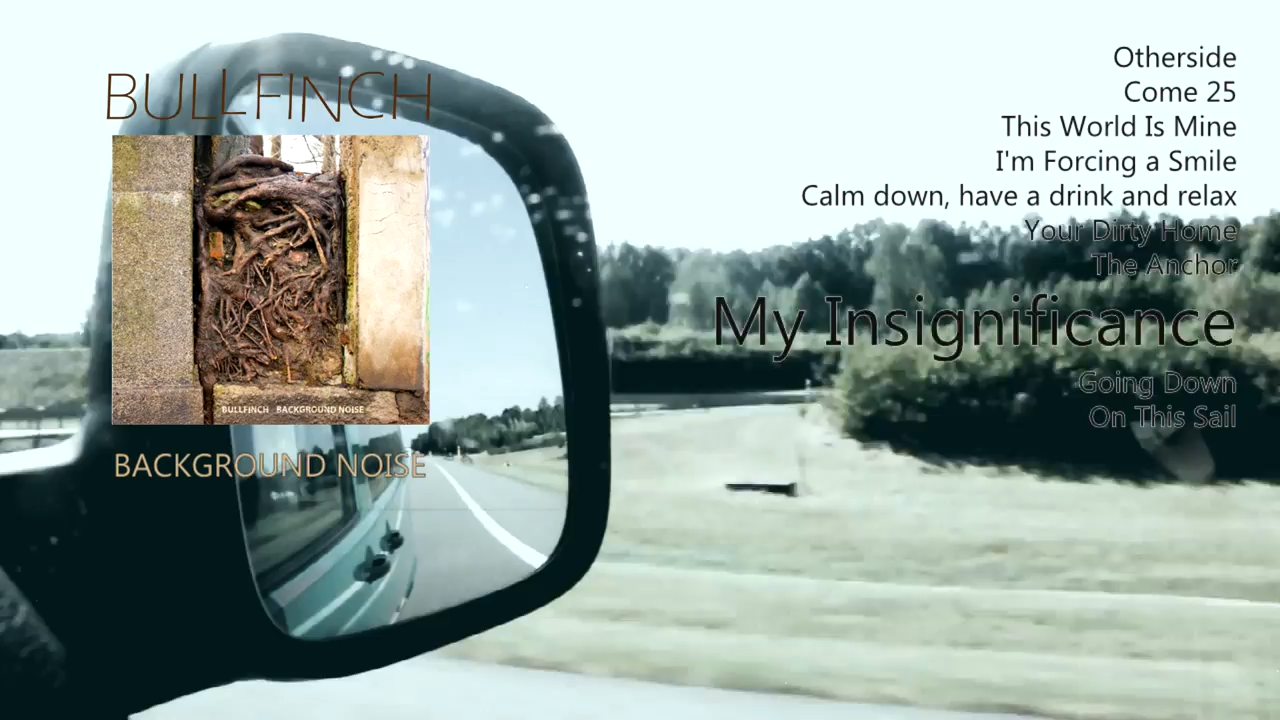 BULLFINCH
BULLFINCH BACKGROUND NOISE
BACKGROUND NOISE
Otherside
Come 25
This World Is Mine
I'm Forcing a Smile
Calm down, have a drink and relax
Your Dirty Home
The Anchor
My Insignificance
Going Down
On This Sail